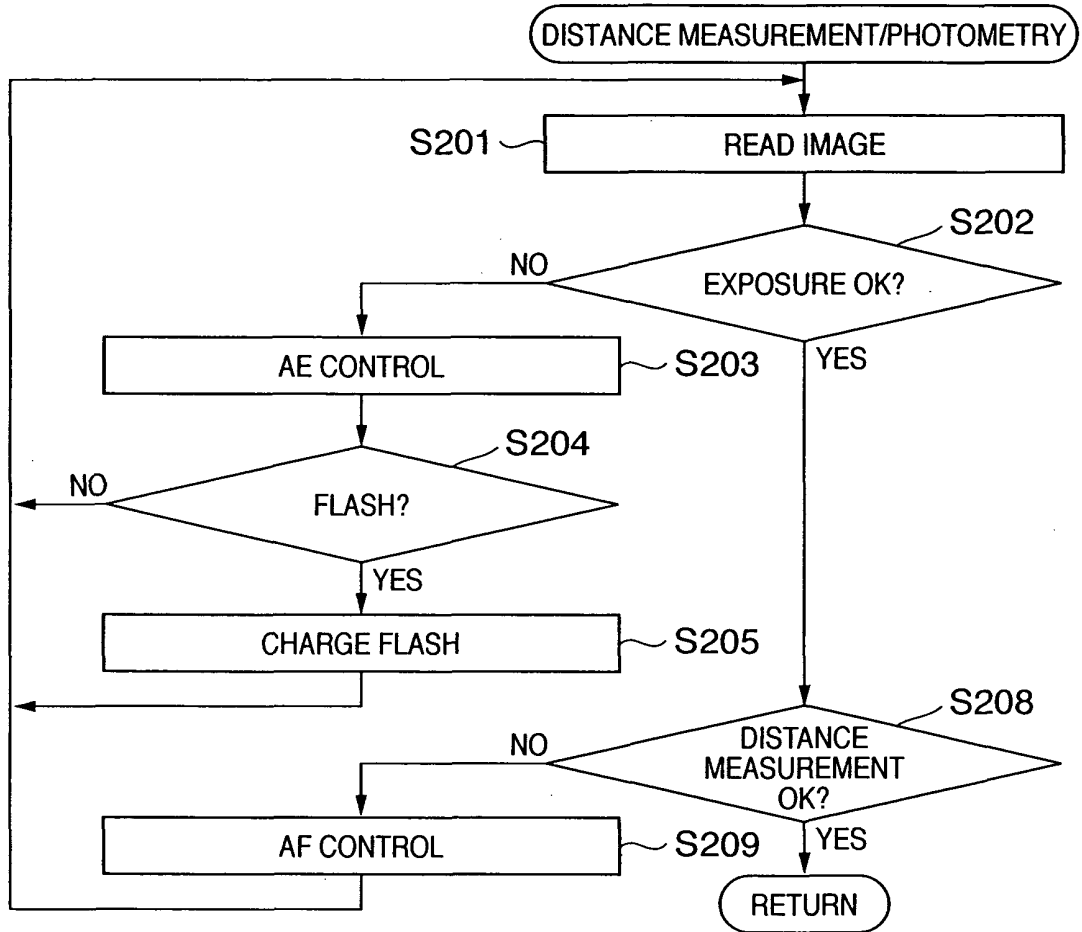 DISTANCE MEASUREMENT/PHOTOMETRY
S201
READ IMAGE
S202
NO
EXPOSURE OK?
YES
AE CONTROL
S203
S204
NO
FLASH?
YES
CHARGE FLASH
S205
S208
NO
DISTANCE
MEASUREMENT
OK?
YES
AF CONTROL
S209
RETURN